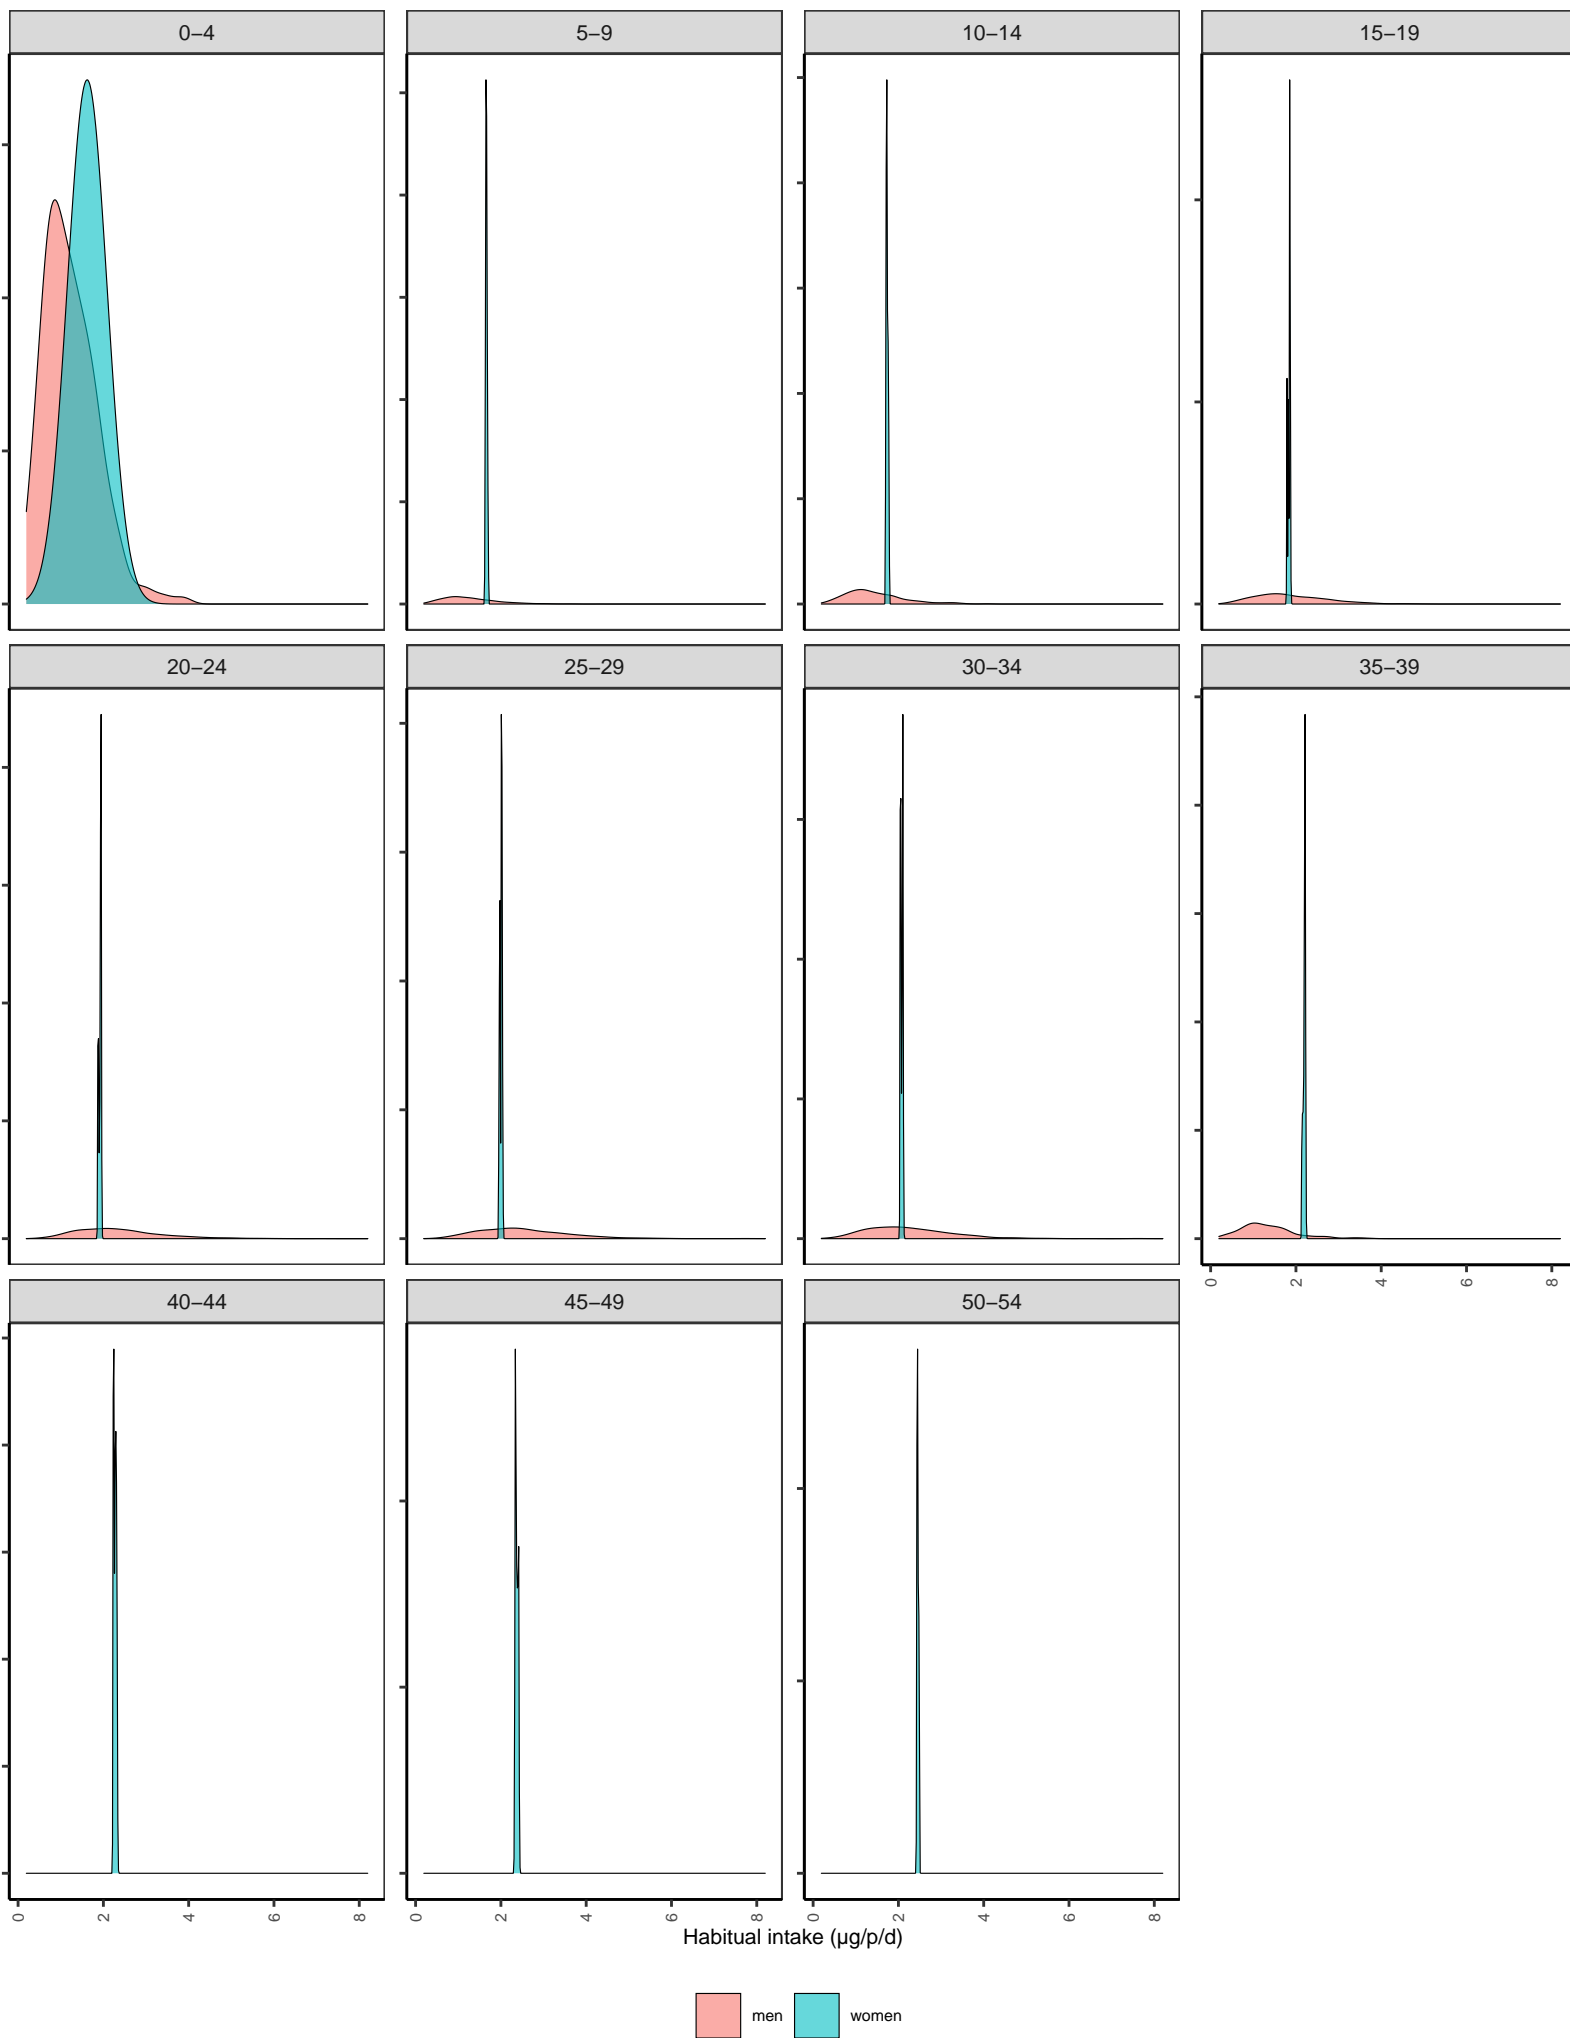 0–4 5–9 10–14 15–19
20–24 25–29 30–34 35–39
0 2 4 6 8
40–44 45–49 50–54
0 2 4 6 8 0 2 4 6 8 0 2 4 6 8
Habitual intake (μg/p/d)
men women